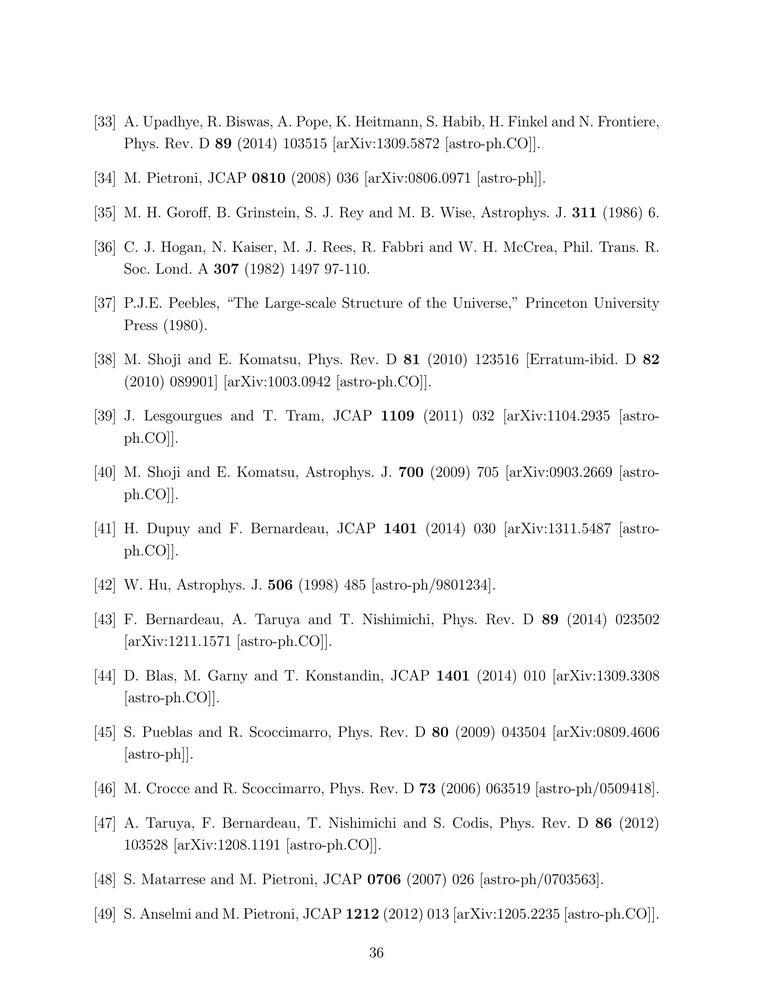 [33] A. Upadhye, R. Biswas, A. Pope, K. Heitmann, S. Habib, H. Finkel and N. Frontiere,
Phys. Rev. D 89 (2014) 103515 [arXiv:1309.5872 [astro-ph.CO]].
[34] M. Pietroni, JCAP 0810 (2008) 036 [arXiv:0806.0971 [astro-ph]].
[35] M. H. Goroff, B. Grinstein, S. J. Rey and M. B. Wise, Astrophys. J. 311 (1986) 6.
[36] C. J. Hogan, N. Kaiser, M. J. Rees, R. Fabbri and W. H. McCrea, Phil. Trans. R.
Soc. Lond. A 307 (1982) 1497 97-110.
[37] P.J.E. Peebles, “The Large-scale Structure of the Universe,” Princeton University
Press (1980).
[38] M. Shoji and E. Komatsu, Phys. Rev. D 81 (2010) 123516 [Erratum-ibid. D 82
(2010) 089901] [arXiv:1003.0942 [astro-ph.CO]].
[39] J. Lesgourgues and T. Tram, JCAP 1109 (2011) 032 [arXiv:1104.2935 [astro-
ph.CO]].
[40] M. Shoji and E. Komatsu, Astrophys. J. 700 (2009) 705 [arXiv:0903.2669 [astro-
ph.CO]].
[41] H. Dupuy and F. Bernardeau, JCAP 1401 (2014) 030 [arXiv:1311.5487 [astro-
ph.CO]].
[42] W. Hu, Astrophys. J. 506 (1998) 485 [astro-ph/9801234].
[43] F. Bernardeau, A. Taruya and T. Nishimichi, Phys. Rev. D 89 (2014) 023502
[arXiv:1211.1571 [astro-ph.CO]].
[44] D. Blas, M. Garny and T. Konstandin, JCAP 1401 (2014) 010 [arXiv:1309.3308
[astro-ph.CO]].
[45] S. Pueblas and R. Scoccimarro, Phys. Rev. D 80 (2009) 043504 [arXiv:0809.4606
[astro-ph]].
[46] M. Crocce and R. Scoccimarro, Phys. Rev. D 73 (2006) 063519 [astro-ph/0509418].
[47] A. Taruya, F. Bernardeau, T. Nishimichi and S. Codis, Phys. Rev. D 86 (2012)
103528 [arXiv:1208.1191 [astro-ph.CO]].
[48] S. Matarrese and M. Pietroni, JCAP 0706 (2007) 026 [astro-ph/0703563].
[49] S. Anselmi and M. Pietroni, JCAP 1212 (2012) 013 [arXiv:1205.2235 [astro-ph.CO]].
36